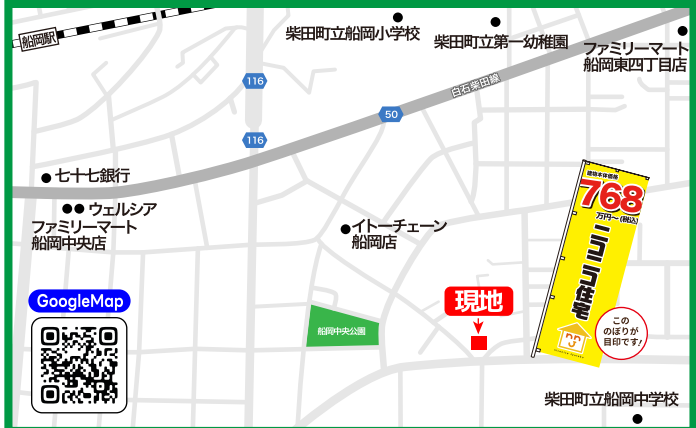 船岡駅
柴田町立船岡小学校
柴田町立第一幼稚園
ファミリーマート
船岡東四丁目店
116
白石柴田線
50
116
七十七銀行
ウェルシア
ファミリーマート
船岡中央店
イトーチェーン
船岡店
建物本体価格
768
万円〜(税込)
ニコニコ住宅
GoogleMap
現地
船岡中央公園
この
のぼりが
目印です!
柴田町立船岡中学校